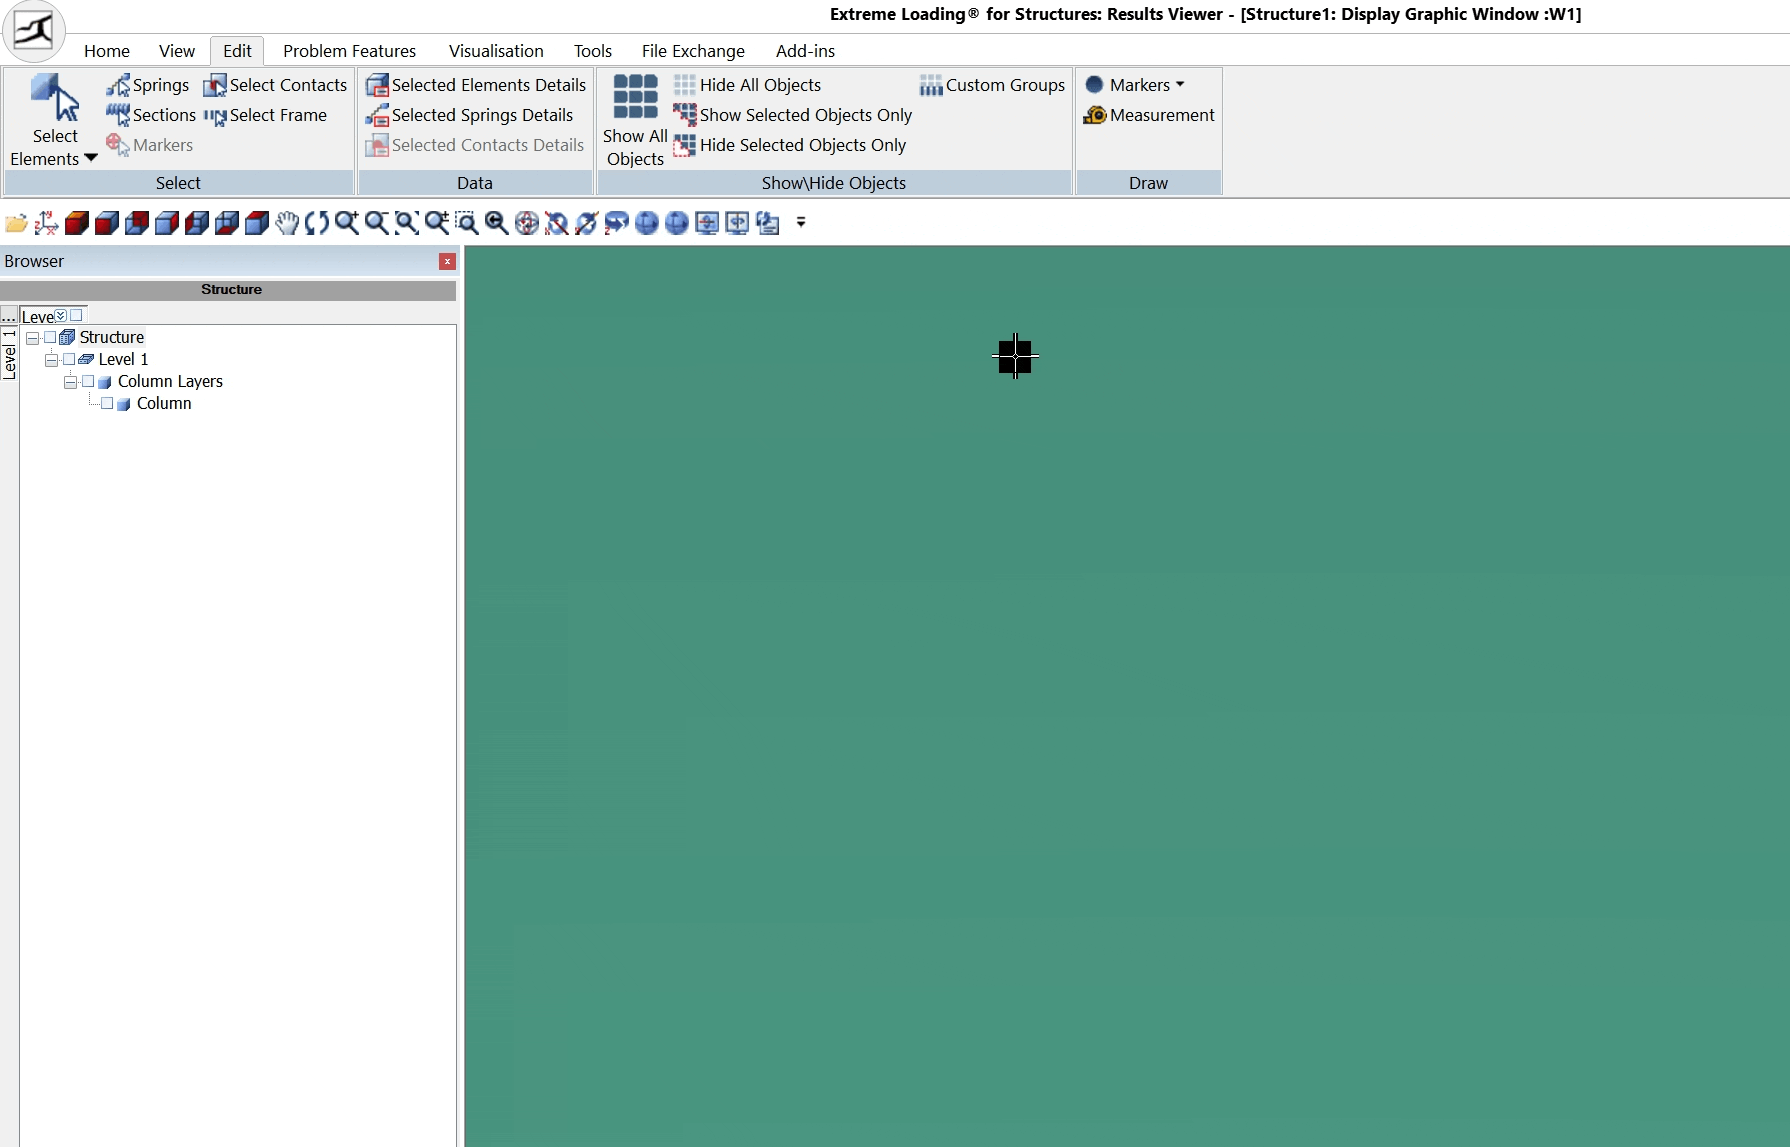 Extreme Loading® for Structures: Results Viewer - [Structure1: Display Graphic Window :W1]
Home View Edit Problem Features Visualisation Tools File Exchange Add-ins
Select Elements
Springs
Sections
Markers
Select Contacts
Select Frame
Select
Selected Elements Details
Selected Springs Details
Selected Contacts Details
Data
Show All
Objects
Hide All Objects
Show Selected Objects Only
Hide Selected Objects Only
Custom Groups
Show\Hide Objects
Markers
Measurement
Draw
Browser
Structure
... Leve
Level 1
Structure
Level 1
Column Layers
Column